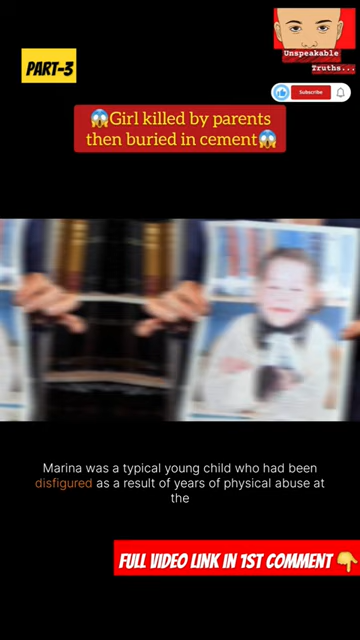 Unspeakable
Truths...
PART-3
Subscribe
😱Girl killed by parents
then buried in cement😱
Marina was a typical young child who had been
disfigured as a result of years of physical abuse at
the
FULL VIDEO LINK IN 1ST COMMENT 👇